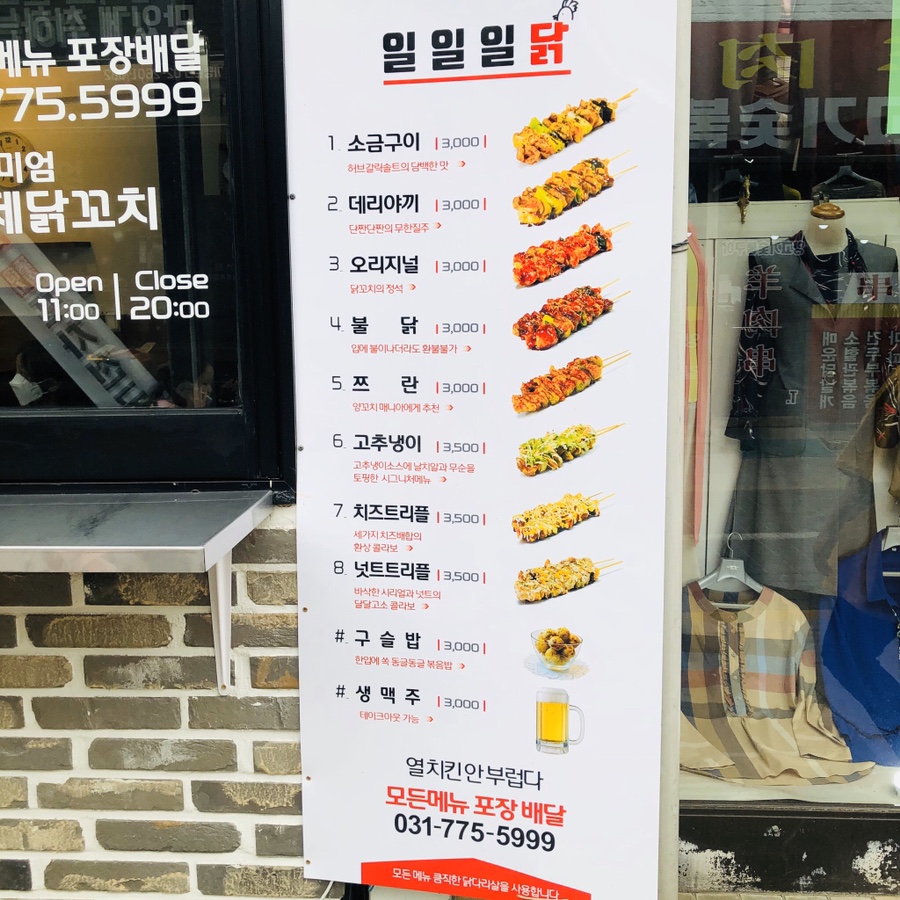 메뉴 포장배달
775.5999
미엄
제닭꼬치
Open | Close
11:00 | 20:00
일일일닭
1. 소금구이 | 3,000 |
허브갈릭솔트의 담백한 맛
2. 데리야끼 | 3,000 |
단짠단짠의 무한질주
3. 오리지널 | 3,000 |
닭꼬치의 정석
4. 불 닭 | 3,000 |
입에 불이나더라도 환불불가
5. 쯔 란 | 3,000 |
양꼬치 매니아에게 추천
6. 고추냉이 | 3,500 |
고추냉이소스에 날치알과 무순을
토핑한 시그니처메뉴
7. 치즈트리플 | 3,500 |
세가지 치즈배합의
환상 콜라보
8. 넛트트리플 | 3,500 |
바삭한 시리얼과 넛트의
달달고소 콜라보
#. 구 슬 밥 | 3,000 |
한입에 쏙 동글동글 볶음밥
#. 생 맥 주 | 3,000 |
테이크아웃 가능
열치킨 안 부럽다
모든메뉴 포장 배달
031-775-5999
모든 메뉴 큼직한 닭다리살을 사용합니다